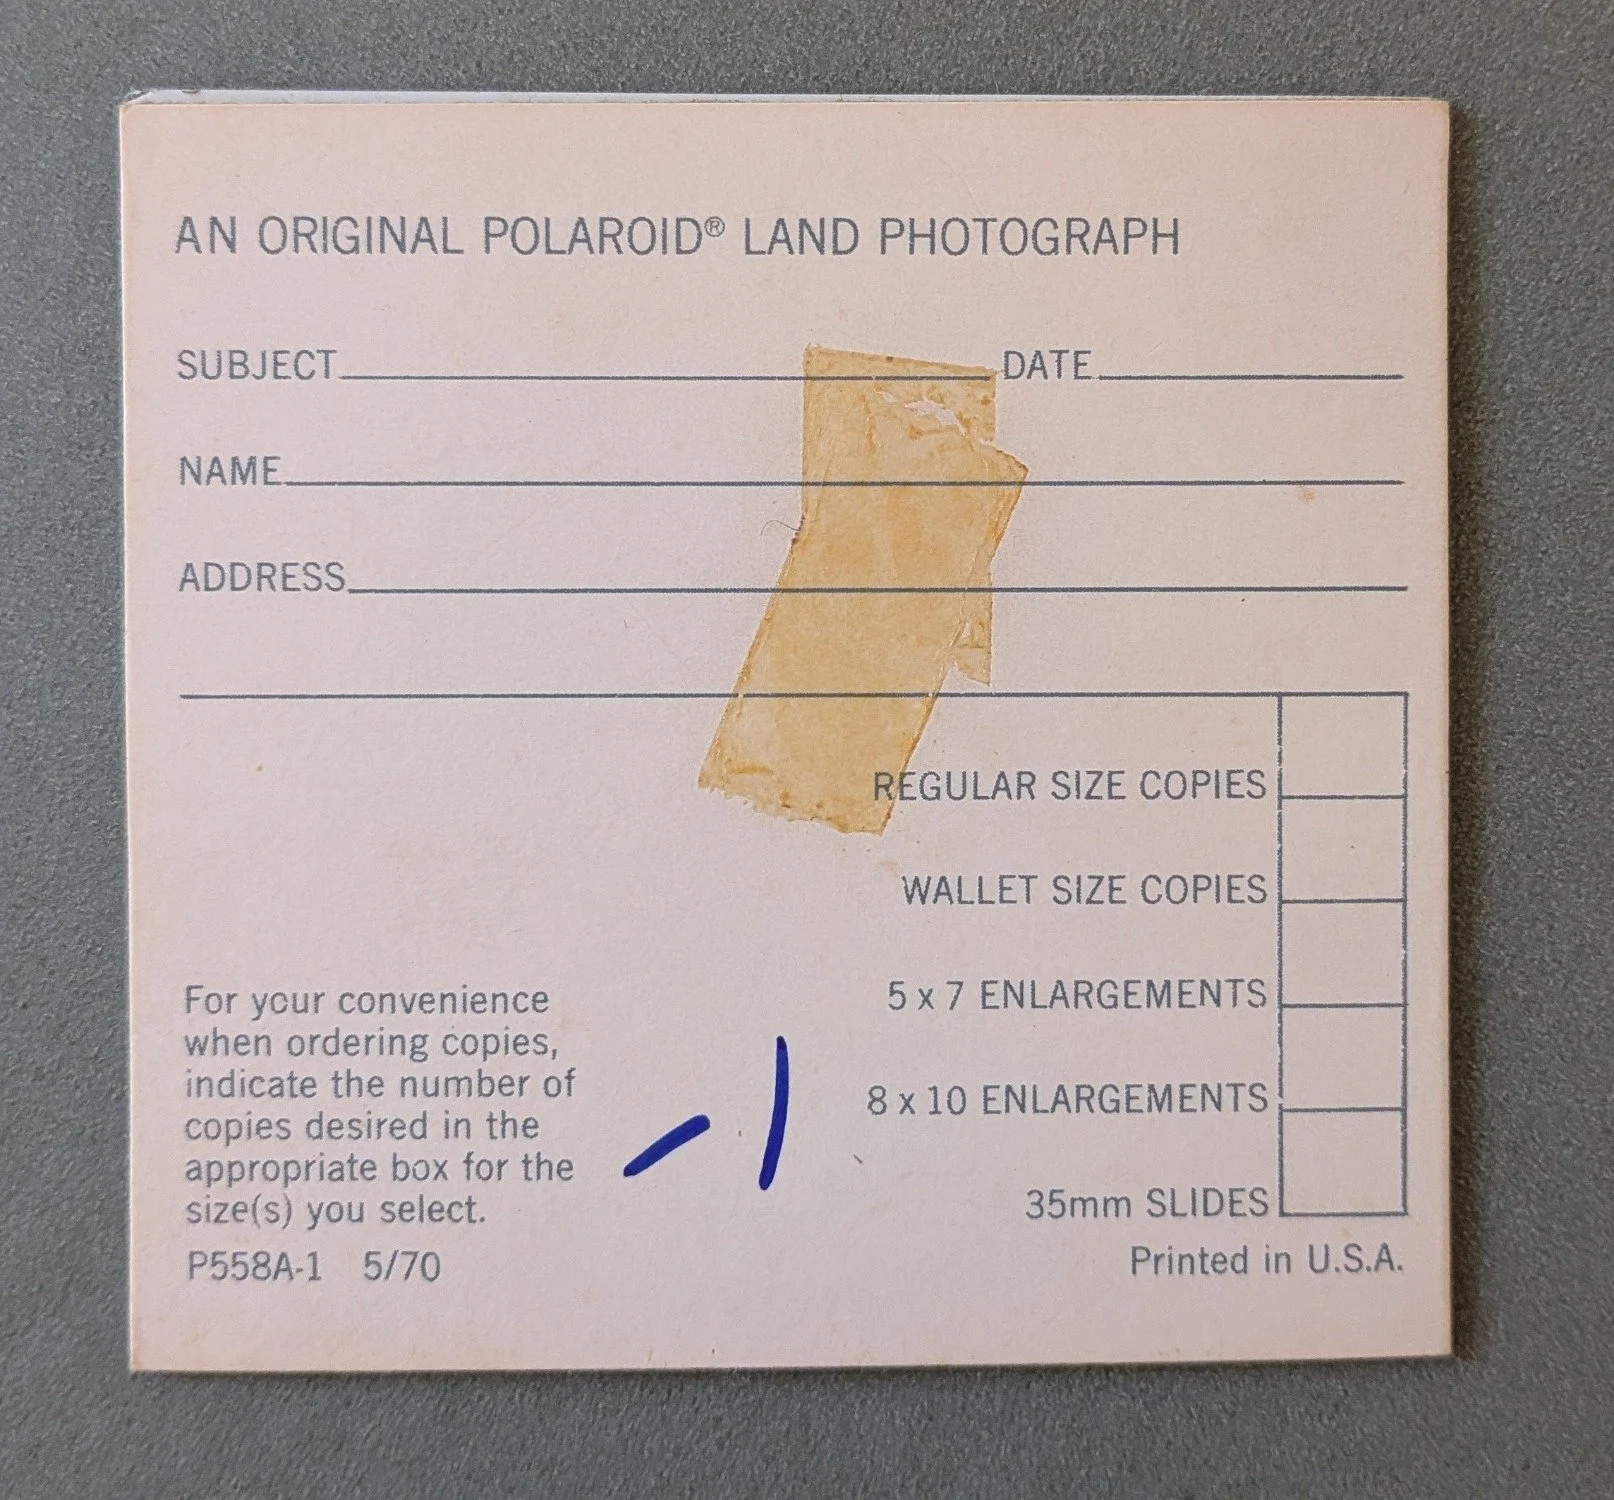 AN ORIGINAL POLAROID® LAND PHOTOGRAPH
SUBJECT DATE
NAME
ADDRESS
REGULAR SIZE COPIES
WALLET SIZE COPIES
5 x 7 ENLARGEMENTS
8 x 10 ENLARGEMENTS
35mm SLIDES
For your convenience
when ordering copies,
indicate the number of
copies desired in the
appropriate box for the
size(s) you select.
P558A-1 5/70
Printed in U.S.A.